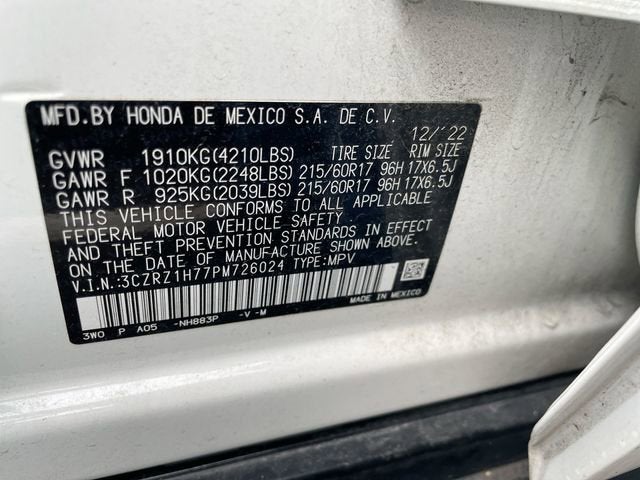 MFD.BY HONDA DE MEXICO S.A. DE C.V.
12/'22
GVWR 1910KG(4210LBS) TIRE SIZE RIM SIZE
GAWR F 1020KG(2248LBS) 215/60R17 96H 17X6.5J
GAWR R 925KG(2039LBS) 215/60R17 96H 17X6.5J
THIS VEHICLE CONFORMS TO ALL APPLICABLE
FEDERAL MOTOR VEHICLE SAFETY
AND THEFT PREVENTION STANDARDS IN EFFECT
ON THE DATE OF MANUFACTURE SHOWN ABOVE.
V.I.N.:3CZRZ1H77PM726024 TYPE:MPV
MADE IN MEXICO
3W0 P A05 -NH883P -V -M